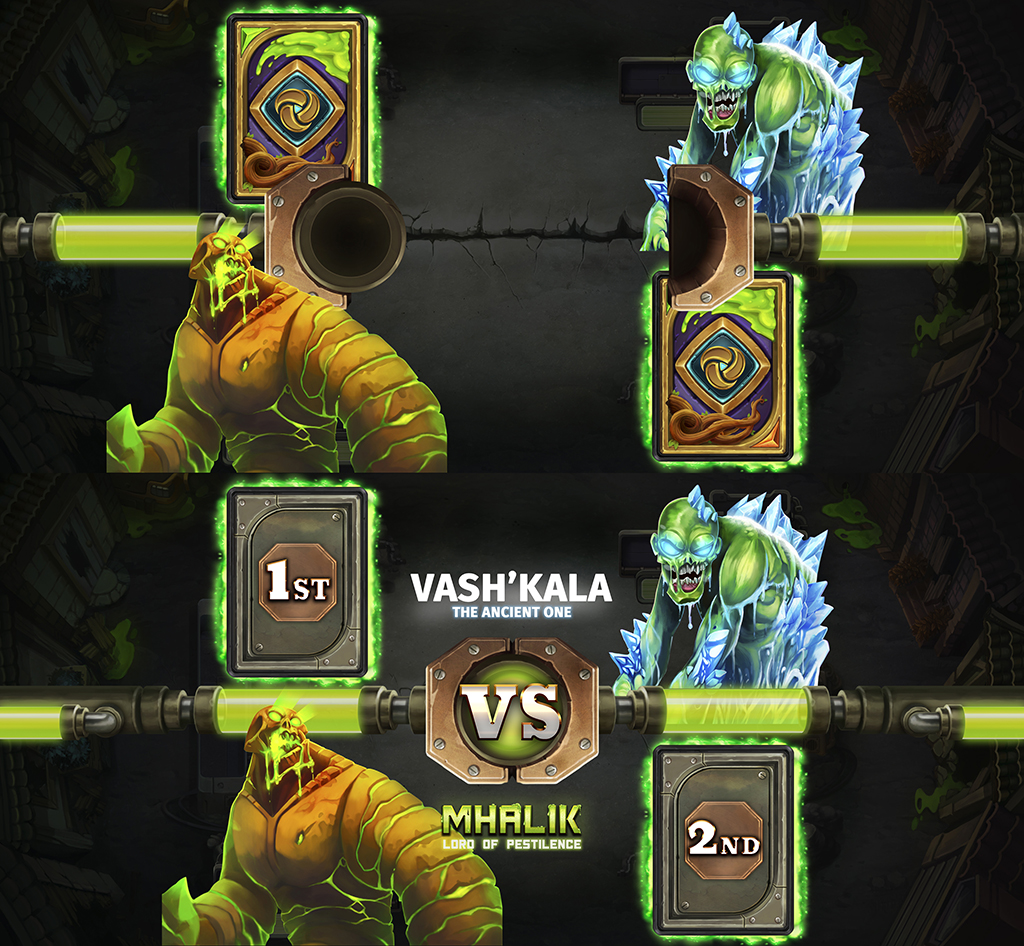 1ST
VASH'KALA
THE ANCIENT ONE
VS
MHALIK
LORD OF PESTILENCE
2ND